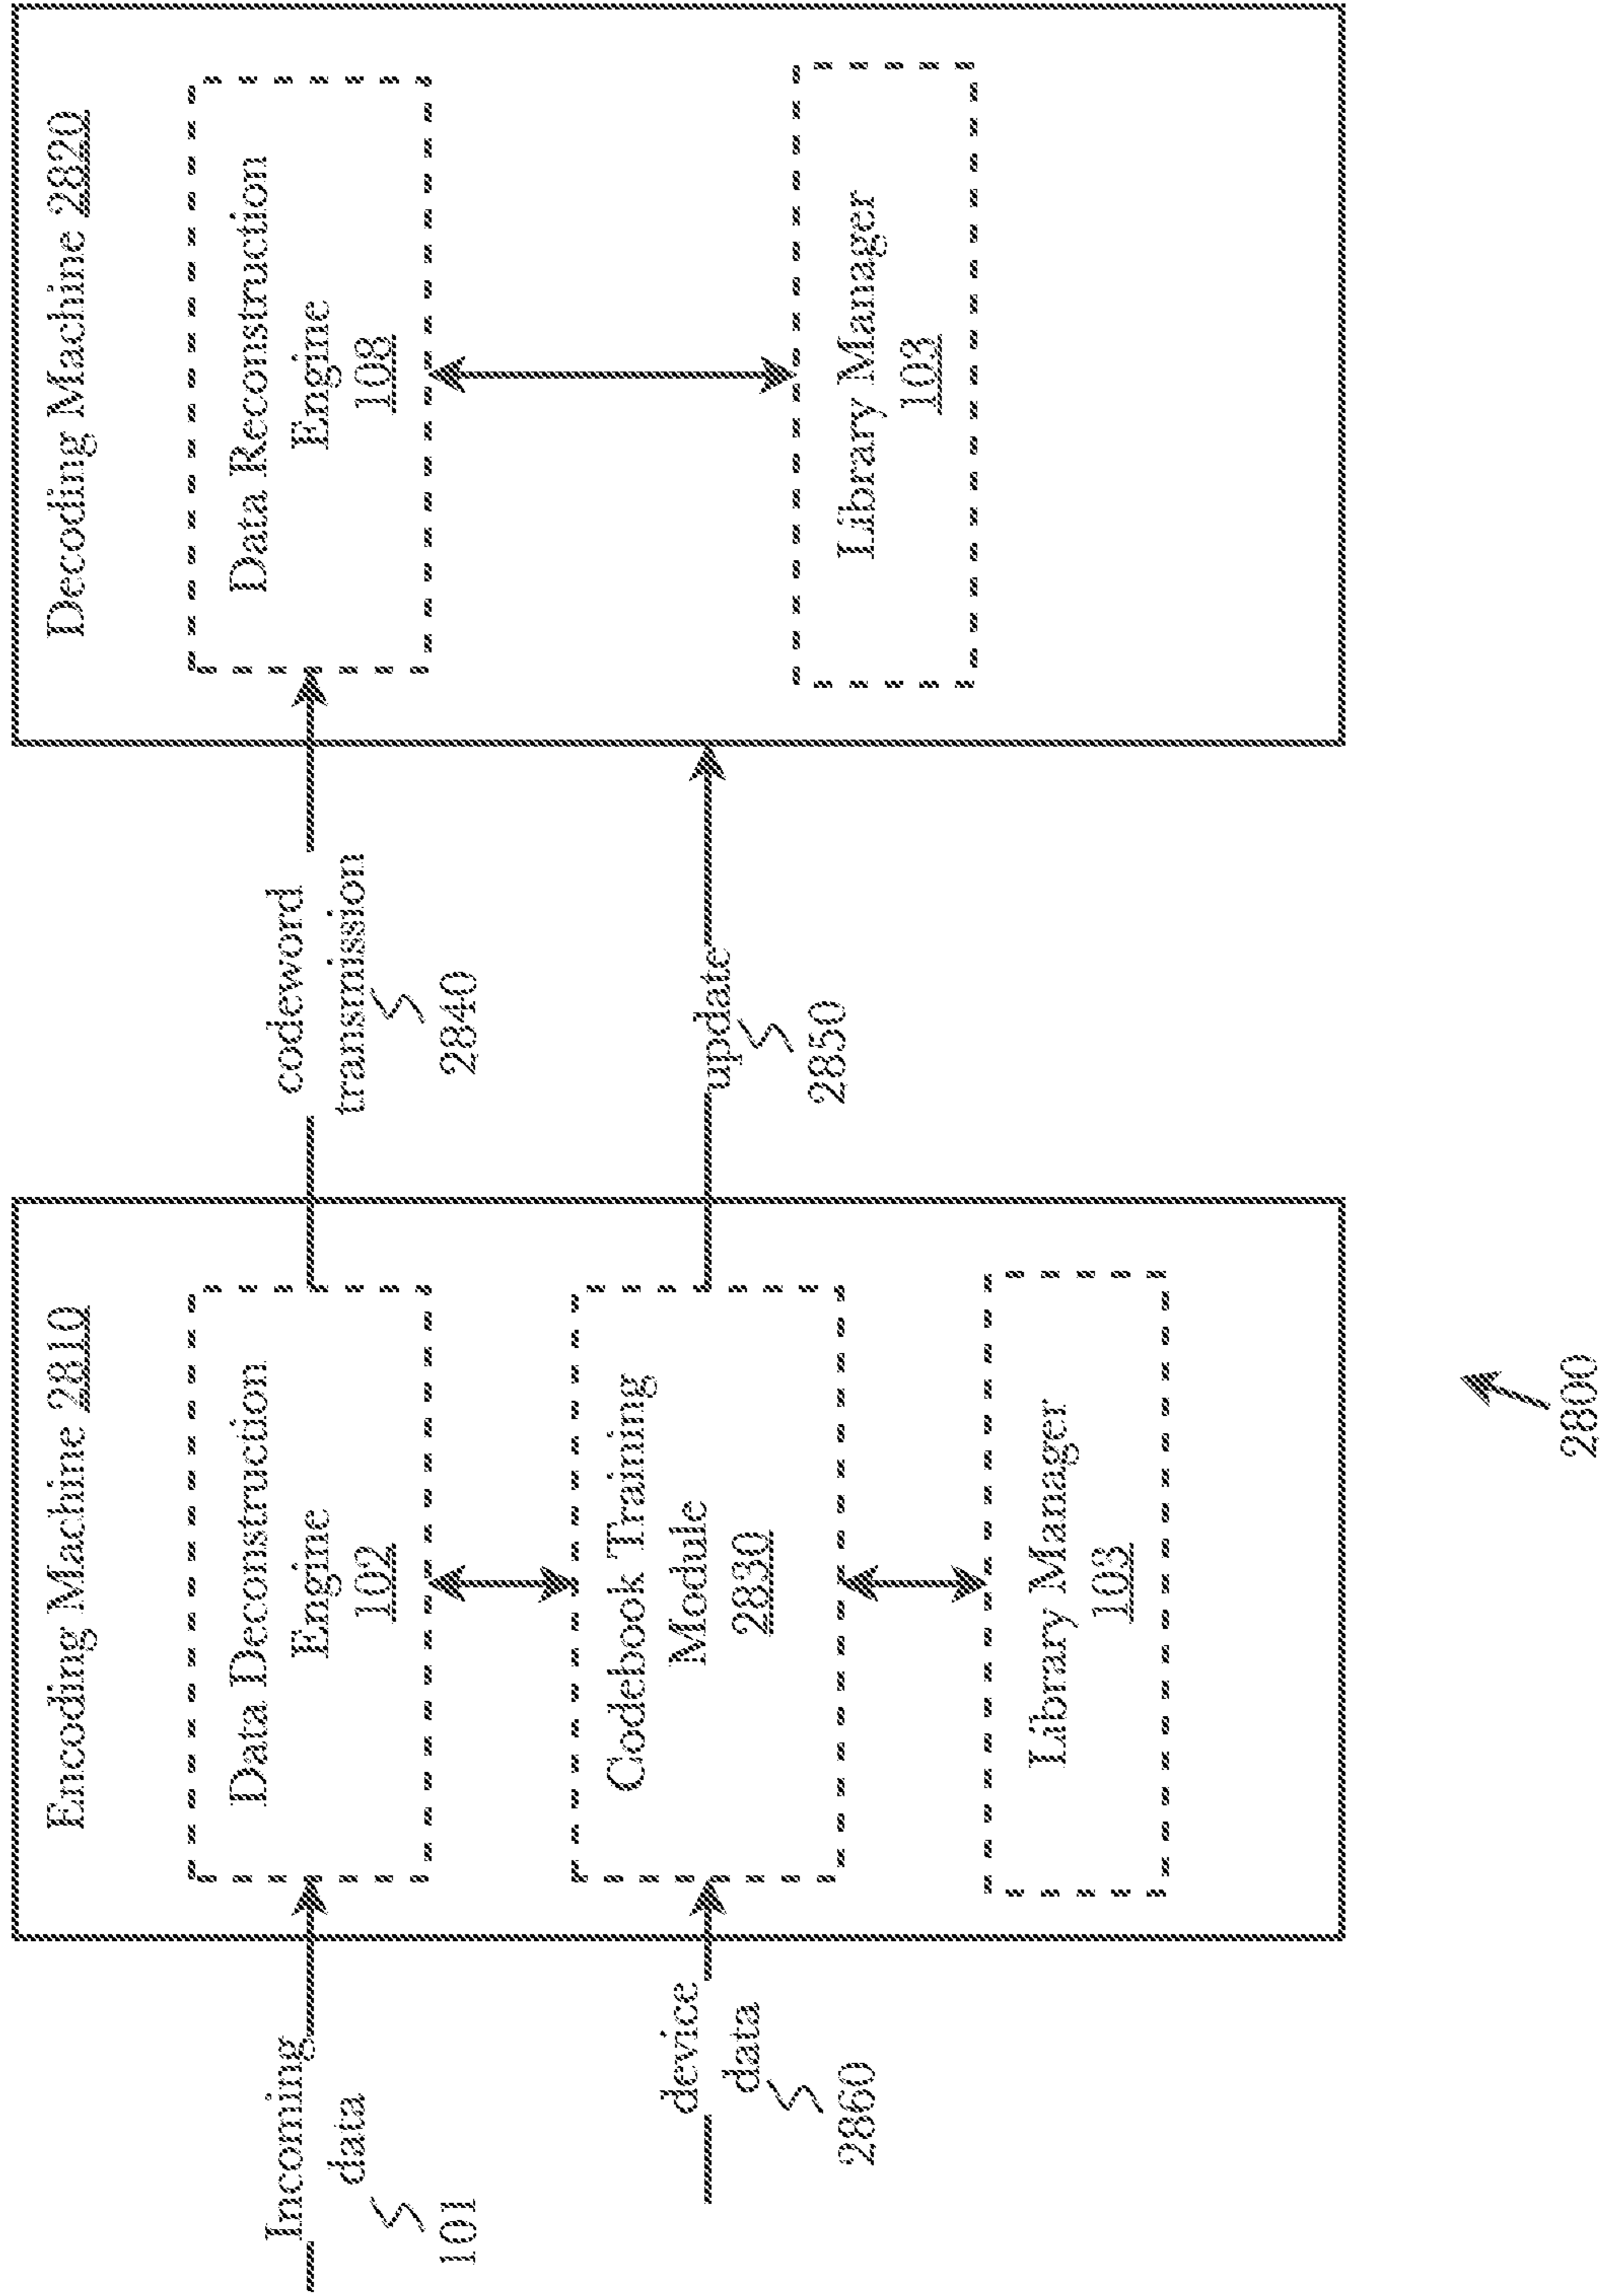 Encoding Machine 2810
Decoding Machine 2820
Incoming
data
101
Data Deconstruction
Engine
102
codeword
transmission
2840
Data Reconstruction
Engine
108
device
data
2860
Codebook Training
Module
2830
update
2850
Library Manager
103
Library Manager
103
2800